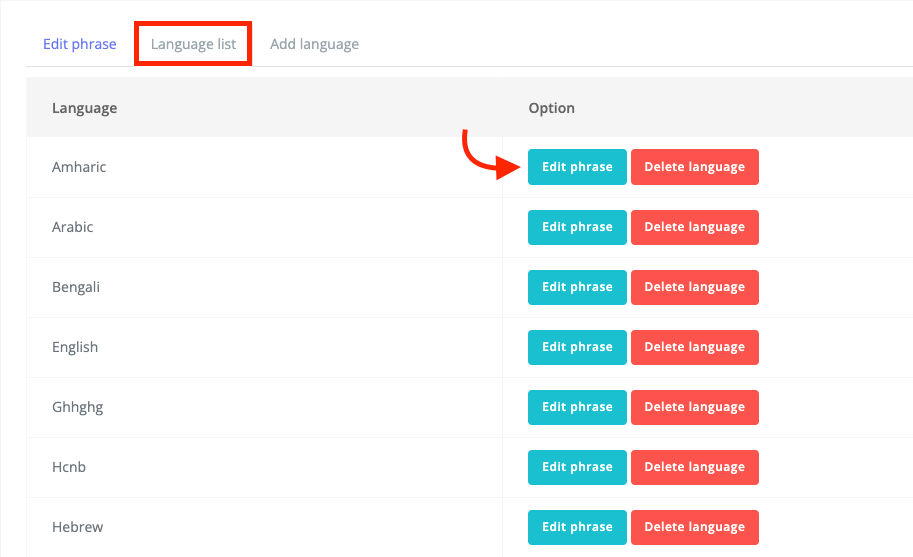 Edit phrase Language list Add language
Language Option
Amharic Edit phrase Delete language
Arabic Edit phrase Delete language
Bengali Edit phrase Delete language
English Edit phrase Delete language
Ghhghg Edit phrase Delete language
Hcnb Edit phrase Delete language
Hebrew Edit phrase Delete language